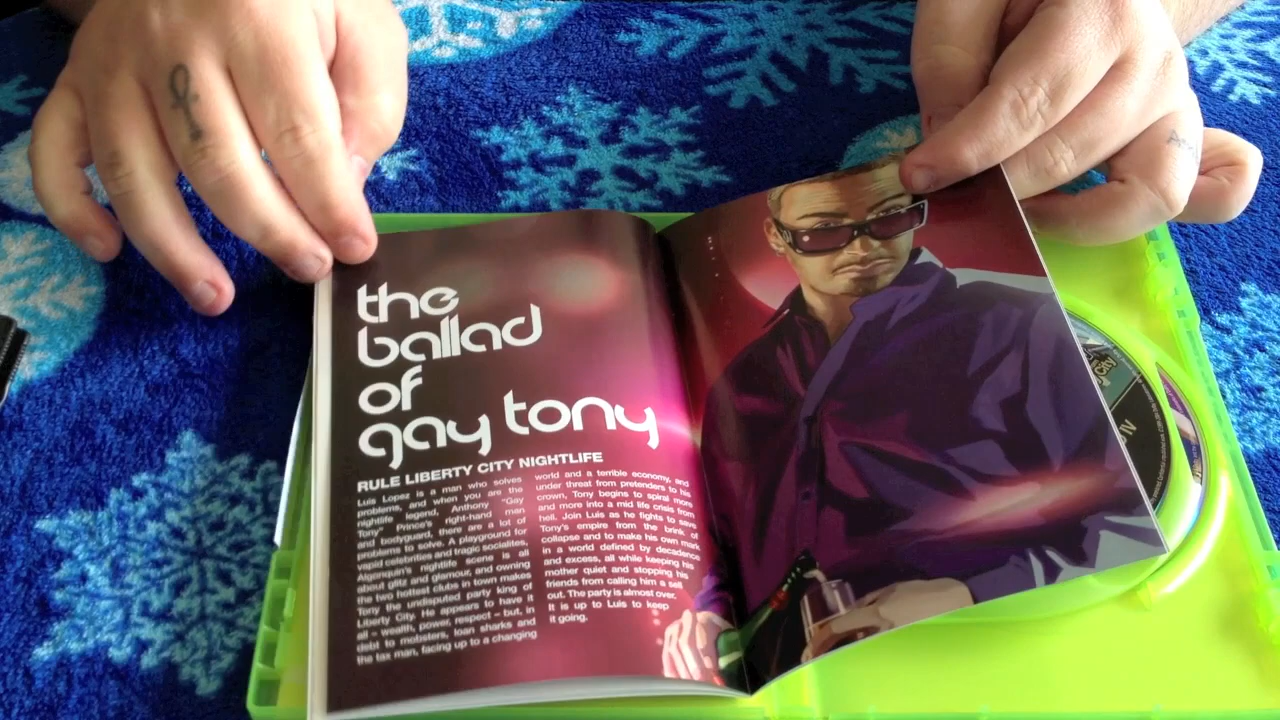 the
ballad
of
gay tony
RULE LIBERTY CITY NIGHTLIFE
Luis Lopez is a man who solves
problems, and when you are the
nightlife legend, Anthony "Gay
Tony" Prince's right-hand man
and bodyguard, there are a lot of
problems to solve. A playground for
vapid celebrities and tragic socialites,
Algonquin's nightlife scene is all
about glitz and glamour, and owning
the two hottest clubs in town makes
Tony the undisputed party king of
Liberty City. He appears to have it
all – wealth, power, respect – but, in
debt to mobsters, loan sharks and
the tax man, facing up to a changing
world and a terrible economy, and
under threat from pretenders to his
crown, Tony begins to spiral more
and more into a mid life crisis from
hell. Join Luis as he fights to save
Tony's empire from the brink of
collapse and to make his own mark
in a world defined by decadence
and excess, all while keeping his
mother quiet and stopping his
friends from calling him a sell
out. The party is almost over.
It is up to Luis to keep
it going.
City
IV